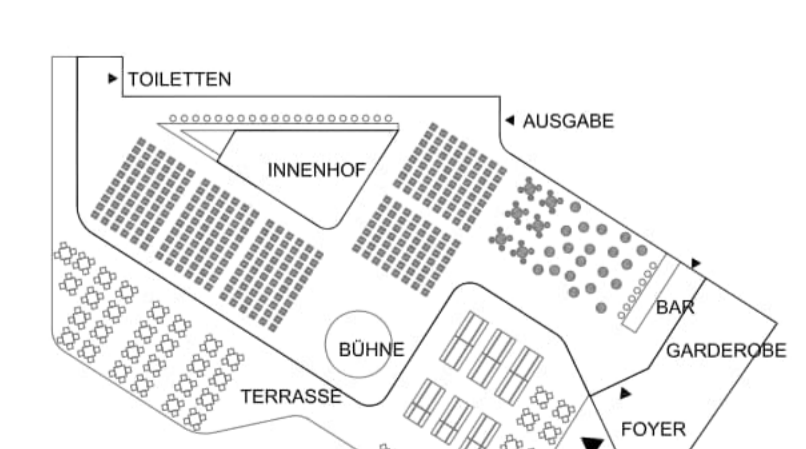 TOILETTEN
AUSGABE
INNENHOF
BAR
BÜHNE
GARDEROBE
TERRASSE
FOYER